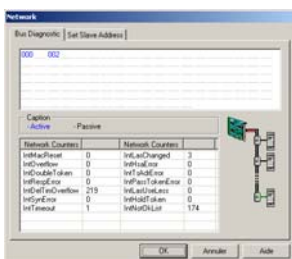 Network
Bus Diagnostic Set Slave Address
000 002
Caption
- Active - Passive
Network Counters Network Counters
IntMacReset 0 IntLasChanged 3
IntOverflow 0 IntHsaError 0
IntDoubleToken 0 IntToAdrError 0
IntRespError 0 IntPassTokenError 0
IntDelTimOverflow 219 IntLasUseLess 0
IntSynError 0 IntHoldToken 0
IntTimeout 1 IntNotOkList 174
OK Annuler Aide